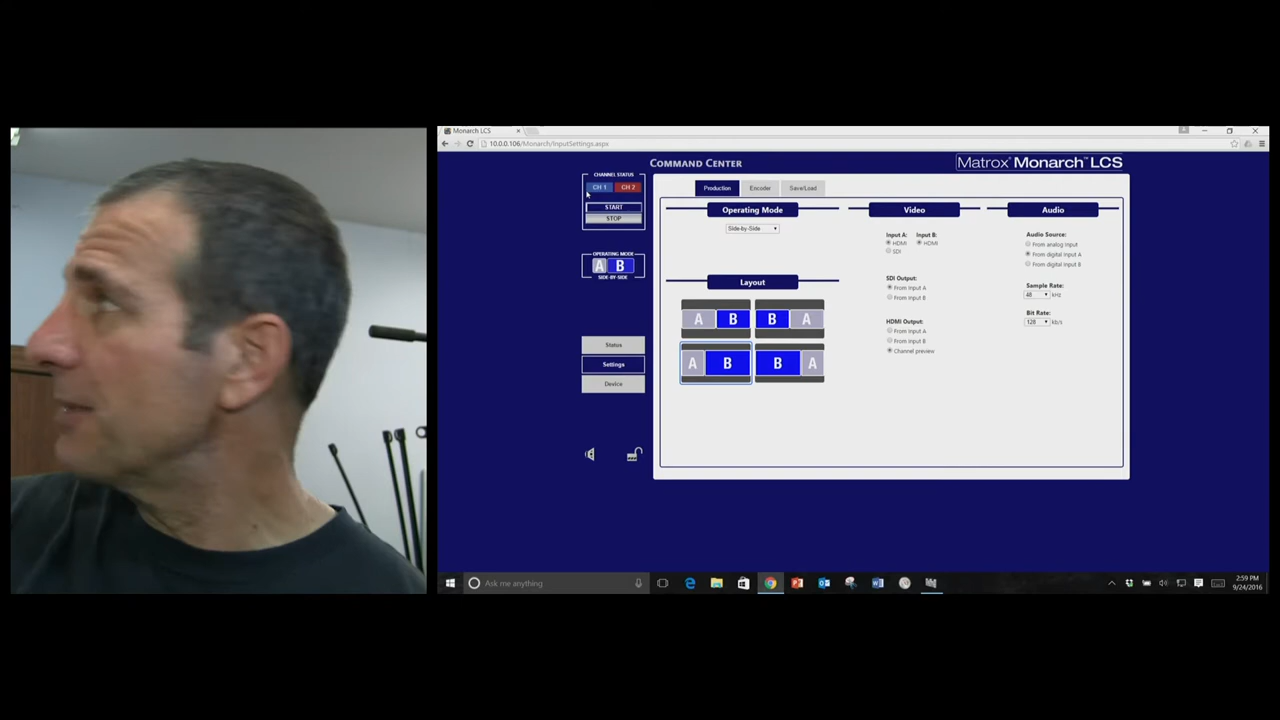 Monarch LCS
10.0.0.106/Monarch/InputSettings.aspx
COMMAND CENTER
Matrox™ Monarch™ LCS
CHANNEL STATUS
CH 1 CH 2
START
STOP
OPERATING MODE
A B
SIDE-BY-SIDE
Status
Settings
Device
Production Encoder Save/Load
Operating Mode
Side-by-Side
Layout
A B B A
A B B A
Video
Input A: Input B:
HDMI HDMI
SDI
SDI Output:
From input A
From input B
HDMI Output:
From input A
From input B
Channel preview
Audio
Audio Source:
From analog input
From digital input A
From digital input B
Sample Rate:
48 kHz
Bit Rate:
128 kb/s
Ask me anything
2:59 PM
9/24/2016